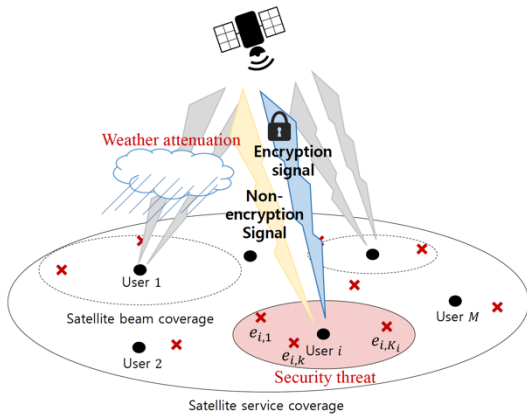 Weather attenuation
Encryption
signal
Non-
encryption
Signal
User 1
Satellite beam coverage
User 2
e_{i,1}
e_{i,k}
e_{i,K_i}
User i
User M
Security threat
Satellite service coverage